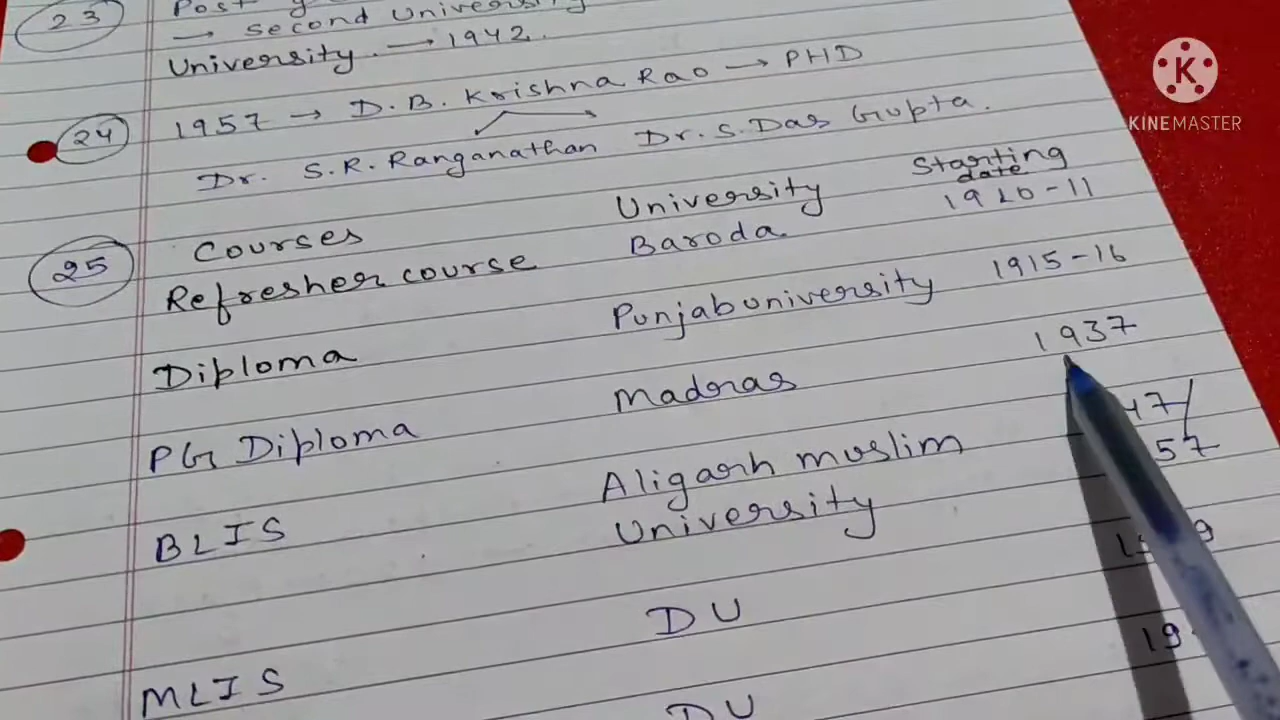 23
Post
→ second University
University → 1942.
24
1957 → D. B. Krishna Rao → PHD
Dr. S. R. Ranganathan Dr. S. Das Gupta.
25
Courses University Starting date
Refresher course Baroda 1910-11
Diploma Punjab university 1915-16
PG Diploma Madras 1937
BLIS Aligarh muslim University 47/57
MLIS DU
DU
K
KINEMASTER